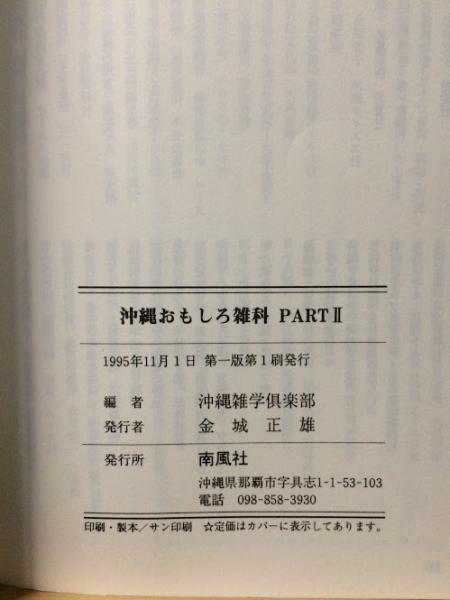 沖縄おもしろ雑科 PARTⅡ
1995年11月1日 第一版第1刷発行
編 者 沖縄雑学倶楽部
発行者 金城正雄
発行所 南風社
沖縄県那覇市字具志1-1-53-103
電話 098-858-3930
印刷・製本/サン印刷 ☆定価はカバーに表示してあります。